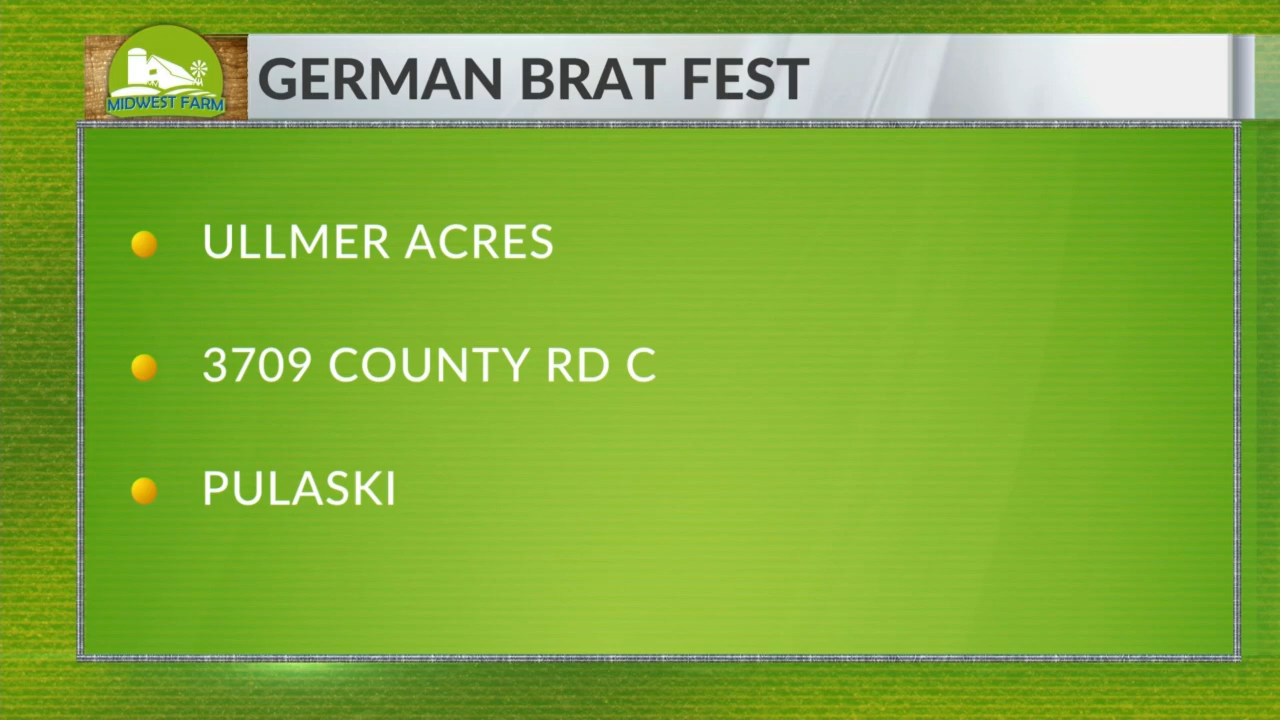 MIDWEST FARM
GERMAN BRAT FEST
ULLMER ACRES
3709 COUNTY RD C
PULASKI